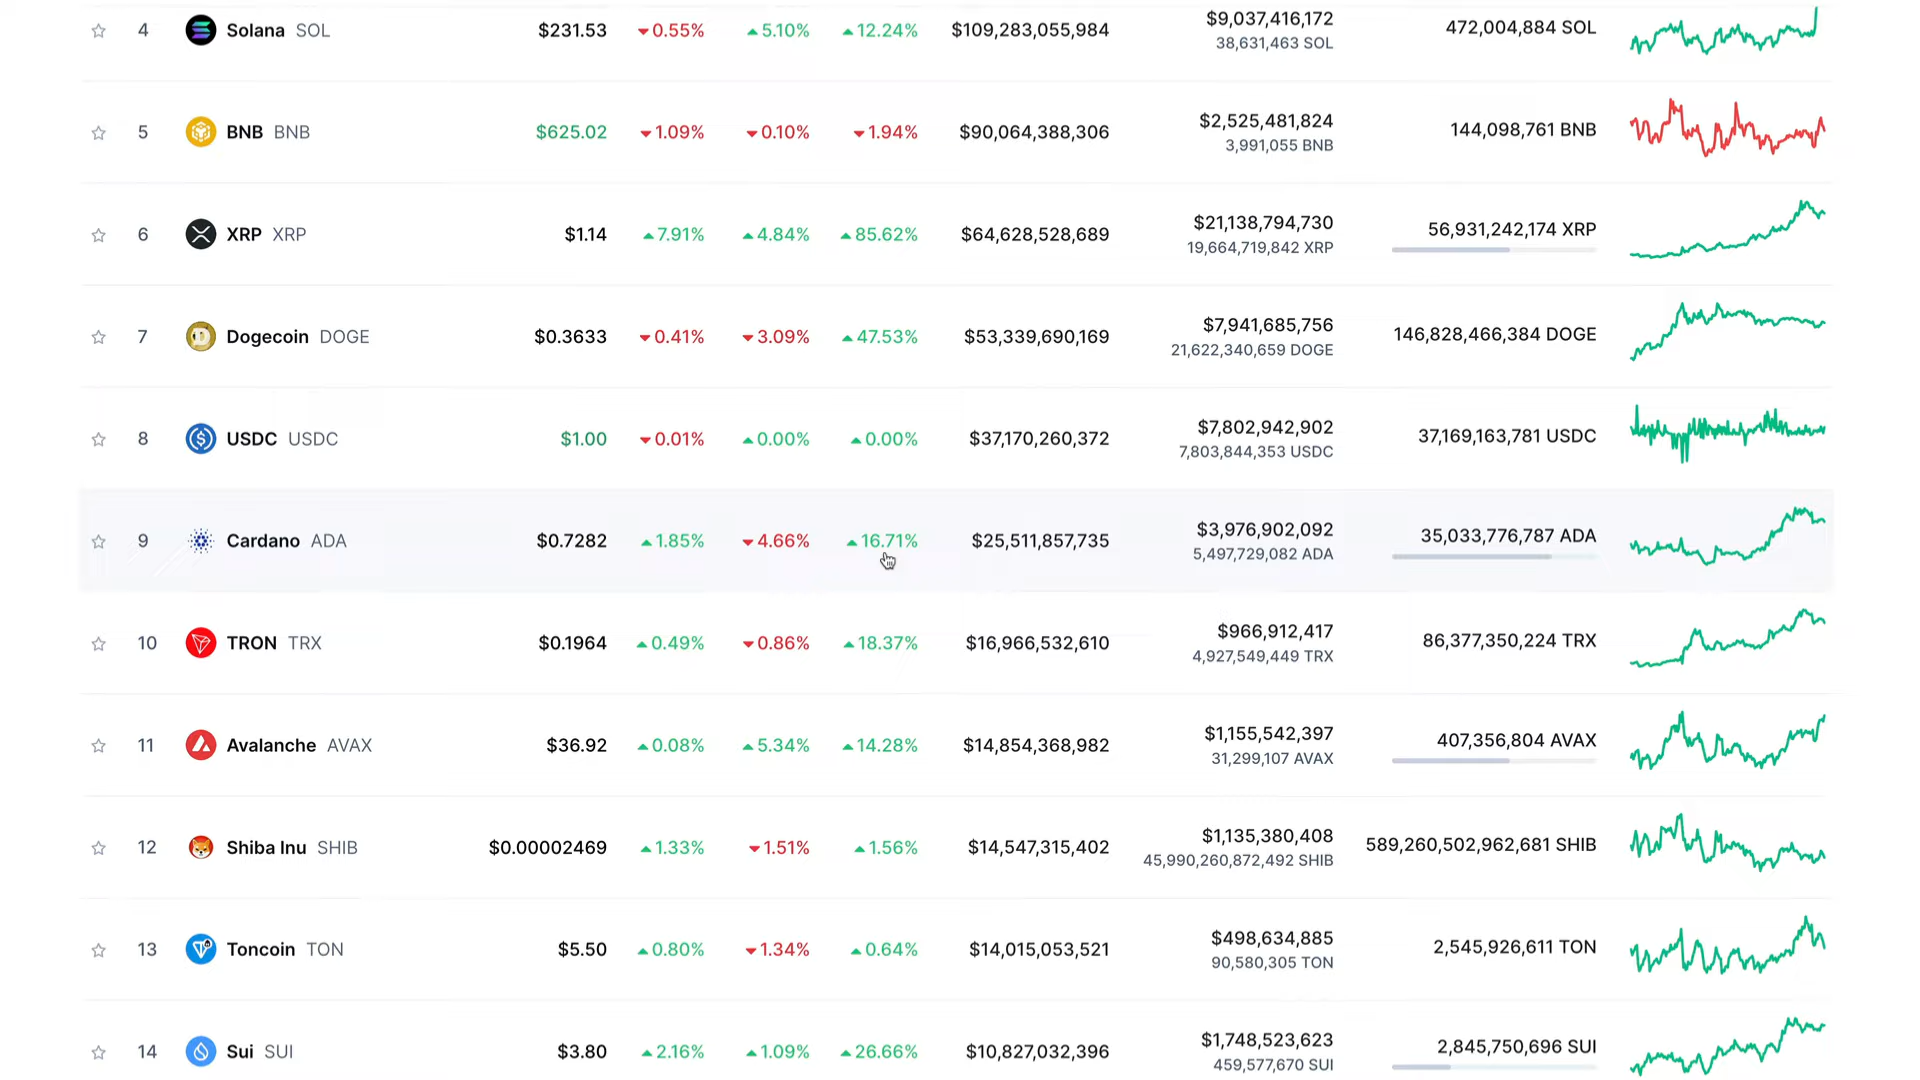 4 Solana SOL $231.53 0.55% 5.10% 12.24% $109,283,055,984 $9,037,416,172 472,004,884 SOL
38,631,463 SOL
5 BNB BNB $625.02 1.09% 0.10% 1.94% $90,064,388,306 $2,525,481,824 144,098,761 BNB
3,991,055 BNB
6 XRP XRP $1.14 7.91% 4.84% 85.62% $64,628,528,689 $21,138,794,730 56,931,242,174 XRP
19,664,719,842 XRP
7 Dogecoin DOGE $0.3633 0.41% 3.09% 47.53% $53,339,690,169 $7,941,685,756 146,828,466,384 DOGE
21,622,340,659 DOGE
8 USDC USDC $1.00 0.01% 0.00% 0.00% $37,170,260,372 $7,802,942,902 37,169,163,781 USDC
7,803,844,353 USDC
9 Cardano ADA $0.7282 1.85% 4.66% 16.71% $25,511,857,735 $3,976,902,092 35,033,776,787 ADA
5,497,729,082 ADA
10 TRON TRX $0.1964 0.49% 0.86% 18.37% $16,966,532,610 $966,912,417 86,377,350,224 TRX
4,927,549,449 TRX
11 Avalanche AVAX $36.92 0.08% 5.34% 14.28% $14,854,368,982 $1,155,542,397 407,356,804 AVAX
31,299,107 AVAX
12 Shiba Inu SHIB $0.00002469 1.33% 1.51% 1.56% $14,547,315,402 $1,135,380,408 589,260,502,962,681 SHIB
45,990,260,872,492 SHIB
13 Toncoin TON $5.50 0.80% 1.34% 0.64% $14,015,053,521 $498,634,885 2,545,926,611 TON
90,580,305 TON
14 Sui SUI $3.80 2.16% 1.09% 26.66% $10,827,032,396 $1,748,523,623 2,845,750,696 SUI
459,577,670 SUI